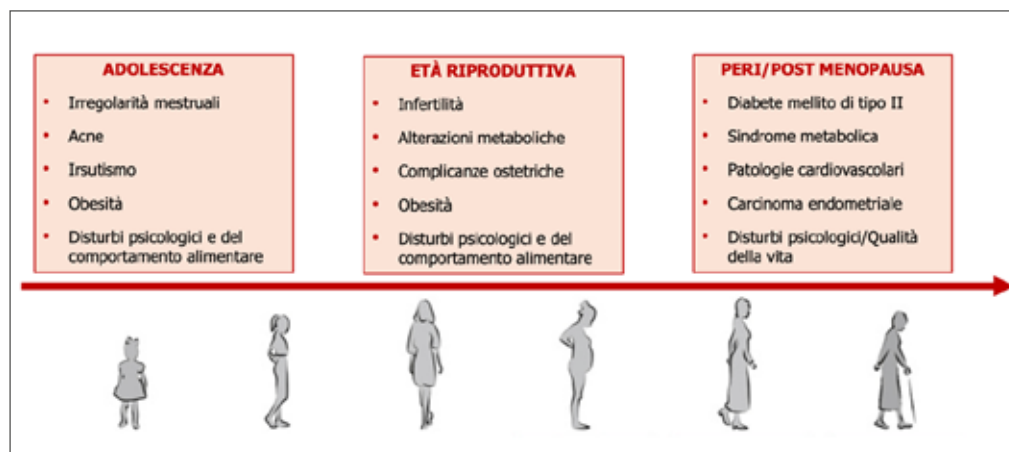 ADOLESCENZA
• Irregolarità mestruali
• Acne
• Irsutismo
• Obesità
• Disturbi psicologici e del
comportamento alimentare
ETÀ RIPRODUTTIVA
• Infertilità
• Alterazioni metaboliche
• Complicanze ostetriche
• Obesità
• Disturbi psicologici e del
comportamento alimentare
PERI/POST MENOPAUSA
• Diabete mellito di tipo II
• Sindrome metabolica
• Patologie cardiovascolari
• Carcinoma endometriale
• Disturbi psicologici/Qualità
della vita